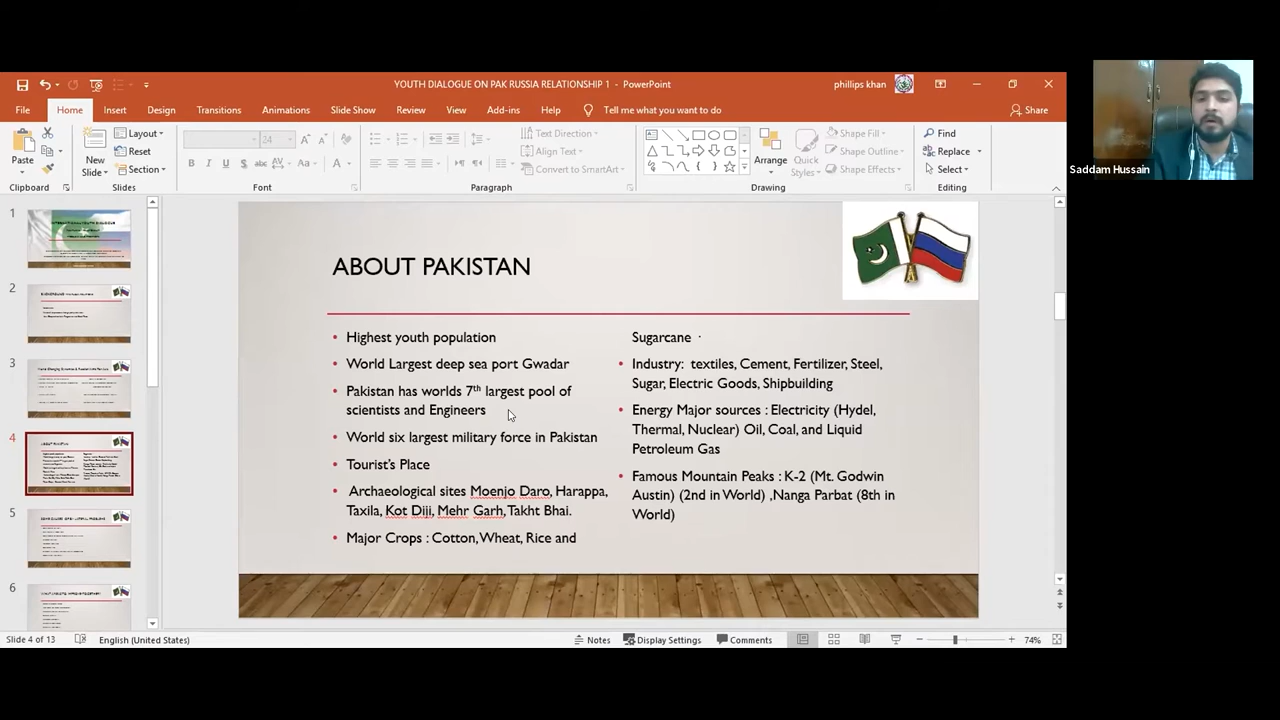 YOUTH DIALOGUE ON PAK RUSSIA RELATIONSHIP 1 - PowerPoint
phillips khan
File Home Insert Design Transitions Animations Slide Show Review View Add-ins Help Tell me what you want to do Share
Paste
New
Slide
Layout
Reset
Section
24
Text Direction
Align Text
Convert to SmartArt
Arrange
Quick
Styles
Shape Fill
Shape Outline
Shape Effects
Find
Replace
Select
Clipboard Slides Font Paragraph Drawing Editing
Saddam Hussain
1
2
3
4
5
6
ABOUT PAKISTAN
• Highest youth population
• World Largest deep sea port Gwadar
• Pakistan has worlds 7th largest pool of
scientists and Engineers
• World six largest military force in Pakistan
• Tourist's Place
• Archaeological sites Moenjo Daro, Harappa,
Taxila, Kot Diji, Mehr Garh, Takht Bhai.
• Major Crops : Cotton, Wheat, Rice and
Sugarcane ·
• Industry: textiles, Cement, Fertilizer, Steel,
Sugar, Electric Goods, Shipbuilding
• Energy Major sources : Electricity (Hydel,
Thermal, Nuclear) Oil, Coal, and Liquid
Petroleum Gas
• Famous Mountain Peaks : K-2 (Mt. Godwin
Austin) (2nd in World) ,Nanga Parbat (8th in
World)
Slide 4 of 13 English (United States) Notes Display Settings Comments 74%